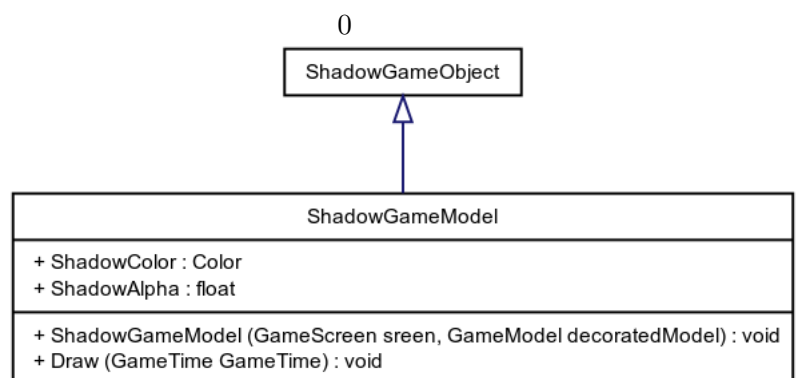 0
ShadowGameObject
ShadowGameModel
+ ShadowColor : Color
+ ShadowAlpha : float
+ ShadowGameModel (GameScreen sreen, GameModel decoratedModel) : void
+ Draw (GameTime GameTime) : void